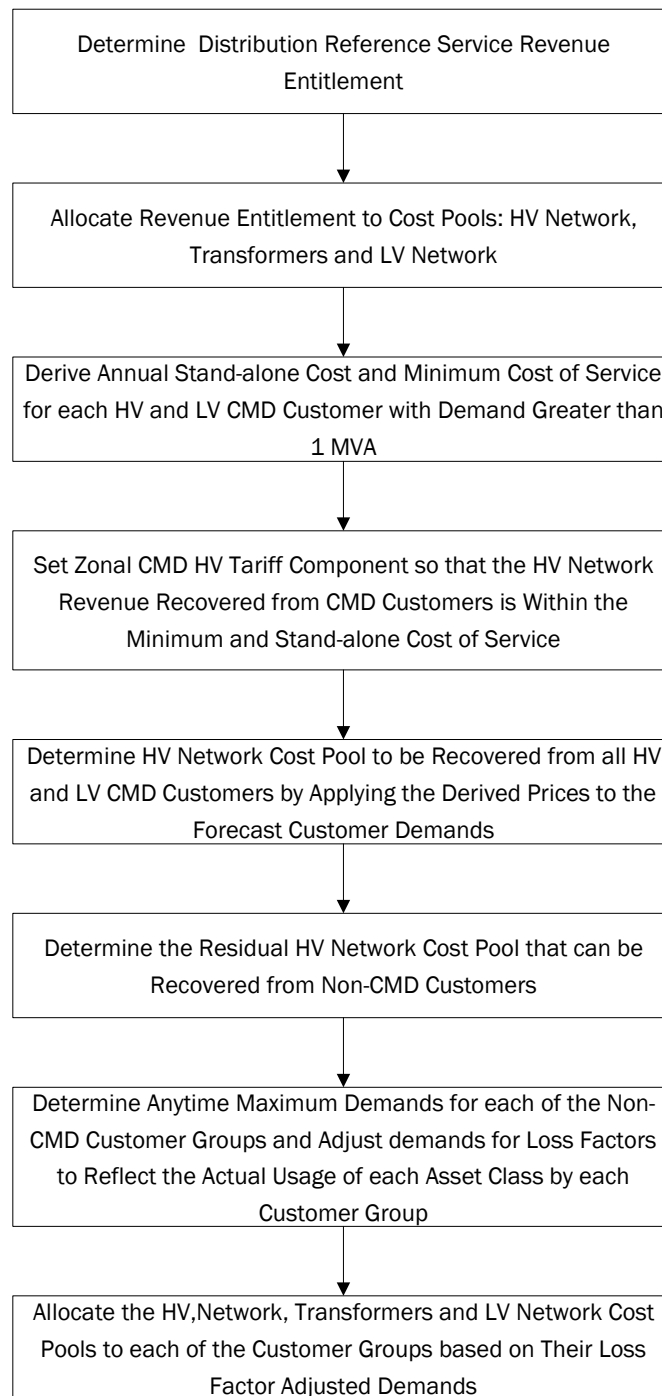 Determine  Distribution Reference Service Revenue
Entitlement
Allocate Revenue Entitlement to Cost Pools: HV Network,
Transformers and LV Network
Derive Annual Stand-alone Cost and Minimum Cost of Service
for each HV and LV CMD Customer with Demand Greater than
1 MVA
Set Zonal CMD HV Tariff Component so that the HV Network
Revenue Recovered from CMD Customers is Within the
Minimum and Stand-alone Cost of Service
Determine HV Network Cost Pool to be Recovered from all HV
and LV CMD Customers by Applying the Derived Prices to the
Forecast Customer Demands
Determine the Residual HV Network Cost Pool that can be
Recovered from Non-CMD Customers
Determine Anytime Maximum Demands for each of the Non-
CMD Customer Groups and Adjust demands for Loss Factors
to Reflect the Actual Usage of each Asset Class by each
Customer Group
Allocate the HV,Network, Transformers and LV Network Cost
Pools to each of the Customer Groups based on Their Loss
Factor Adjusted Demands